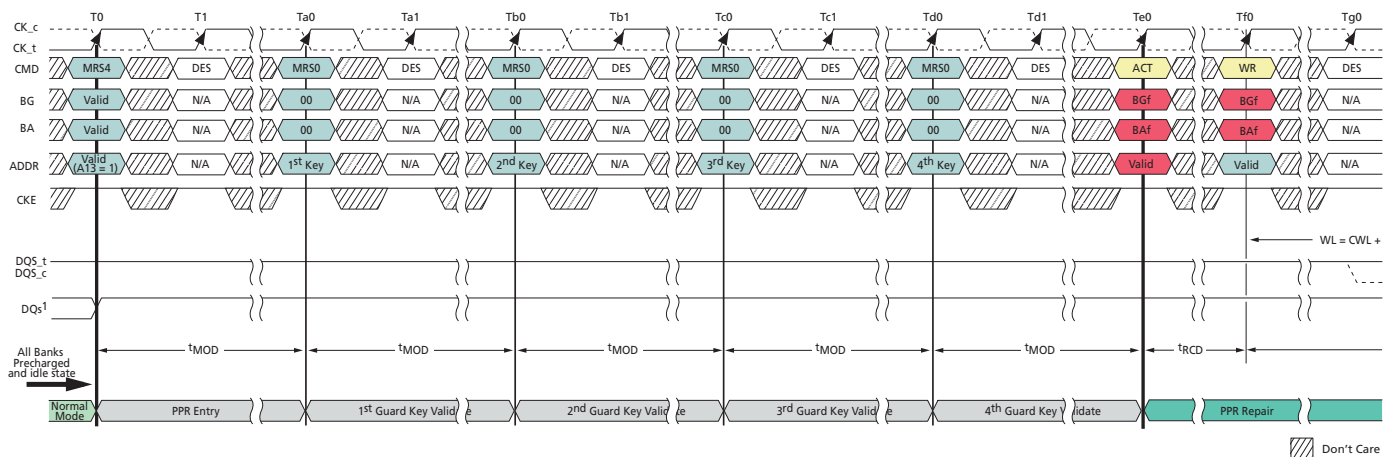 T0 T1 Ta0 Ta1 Tb0 Tb1 Tc0 Tc1 Td0 Td1 Te0 Tf0 Tg0
CK_c
CK_t
CMD MRS4 DES MRS0 DES MRS0 DES MRS0 DES MRS0 DES ACT WR DES
BG Valid N/A 00 N/A 00 N/A 00 N/A 00 N/A BGf BGf N/A
BA Valid N/A 00 N/A 00 N/A 00 N/A 00 N/A BAf BAf N/A
ADDR Valid (A13 = 1) N/A 1st Key N/A 2nd Key N/A 3rd Key N/A 4th Key N/A Valid Valid N/A
CKE
WL = CWL +
DQS_t
DQS_c
DQs1
tMOD tMOD tMOD tMOD tMOD tRCD
All Banks
Precharged
and idle state
Normal Mode PPR Entry 1st Guard Key Validate 2nd Guard Key Validate 3rd Guard Key Validate 4th Guard Key Validate PPR Repair
Don't Care